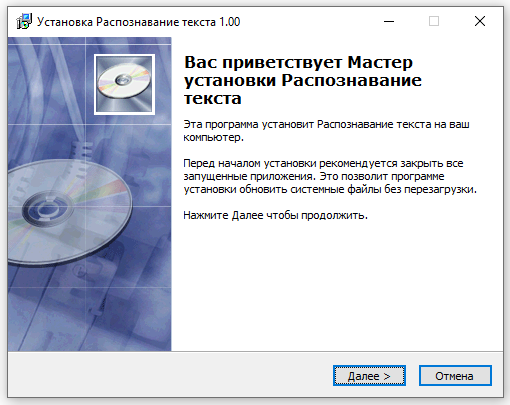 Установка Распознавание текста 1.00
Вас приветствует Мастер
установки Распознавание
текста
Эта программа установит Распознавание текста на ваш
компьютер.
Перед началом установки рекомендуется закрыть все
запущенные приложения. Это позволит программе
установки обновить системные файлы без перезагрузки.
Нажмите Далее чтобы продолжить.
Далее >
Отмена